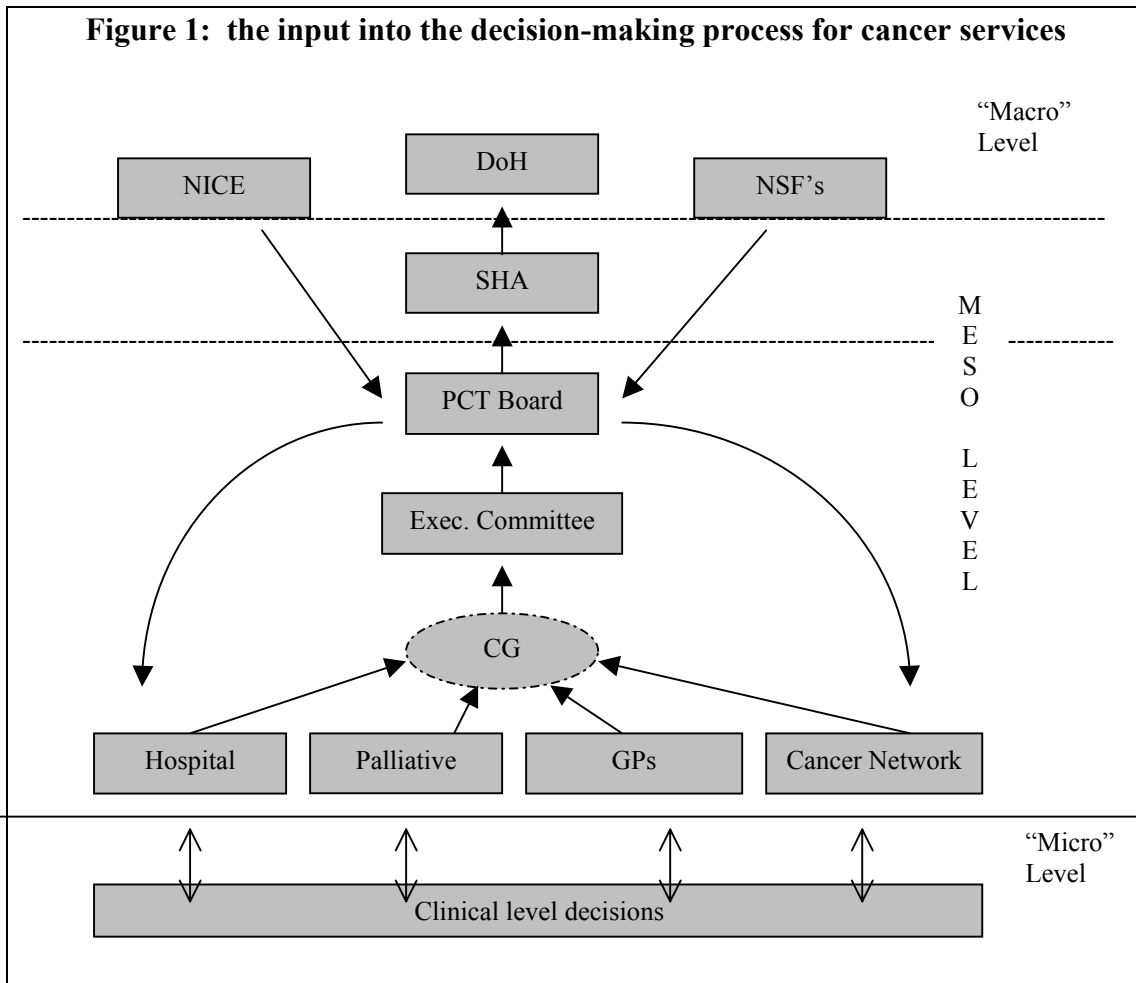 Figure 1:  the input into the decision-making process for cancer services
“Macro”
Level
DoH
NICE
NSF’s
SHA
M
E
S
O
L
E
V
E
L
PCT Board
Exec. Committee
CG
Hospital
Palliative
GPs
Cancer Network
“Micro”
Level
Clinical level decisions